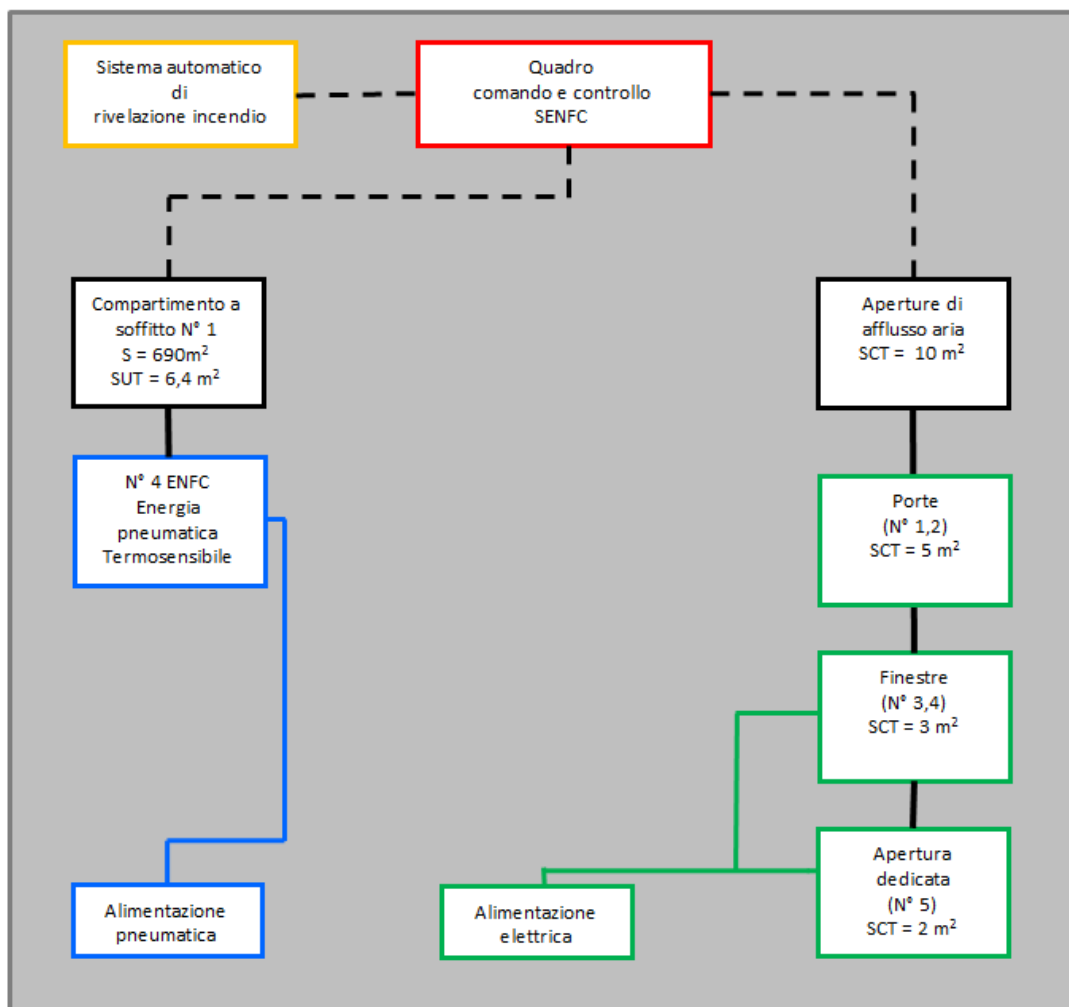 Sistema automatico
di
rivelazione incendio
Quadro
comando e controllo
SENFC
Compartimento a
soffitto N° 1
S = 690m²
SUT = 6,4 m²
Aperture di
afflusso aria
SCT = 10 m²
N° 4 ENFC
Energia
pneumatica
Termosensibile
Porte
(N° 1,2)
SCT = 5 m²
Finestre
(N° 3,4)
SCT = 3 m²
Apertura
dedicata
(N° 5)
SCT = 2 m²
Alimentazione
pneumatica
Alimentazione
elettrica